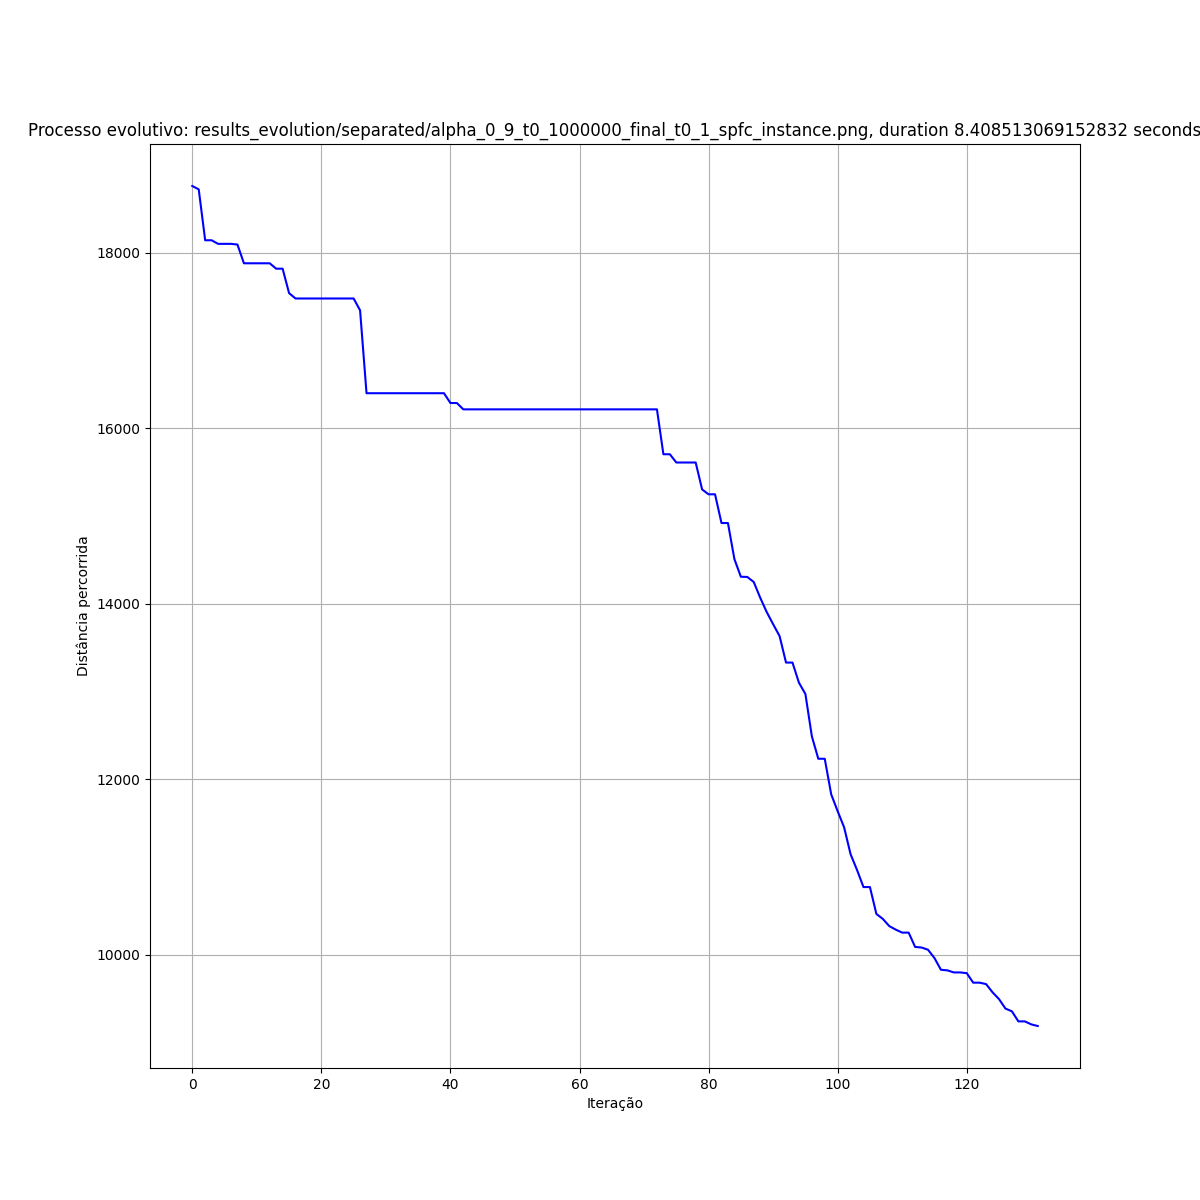 Processo evolutivo: results_evolution/separated/alpha_0_9_t0_1000000_final_t0_1_spfc_instance.png, duration 8.408513069152832 seconds
18000
16000
14000
12000
10000
Distância percorrida
0 20 40 60 80 100 120
Iteração